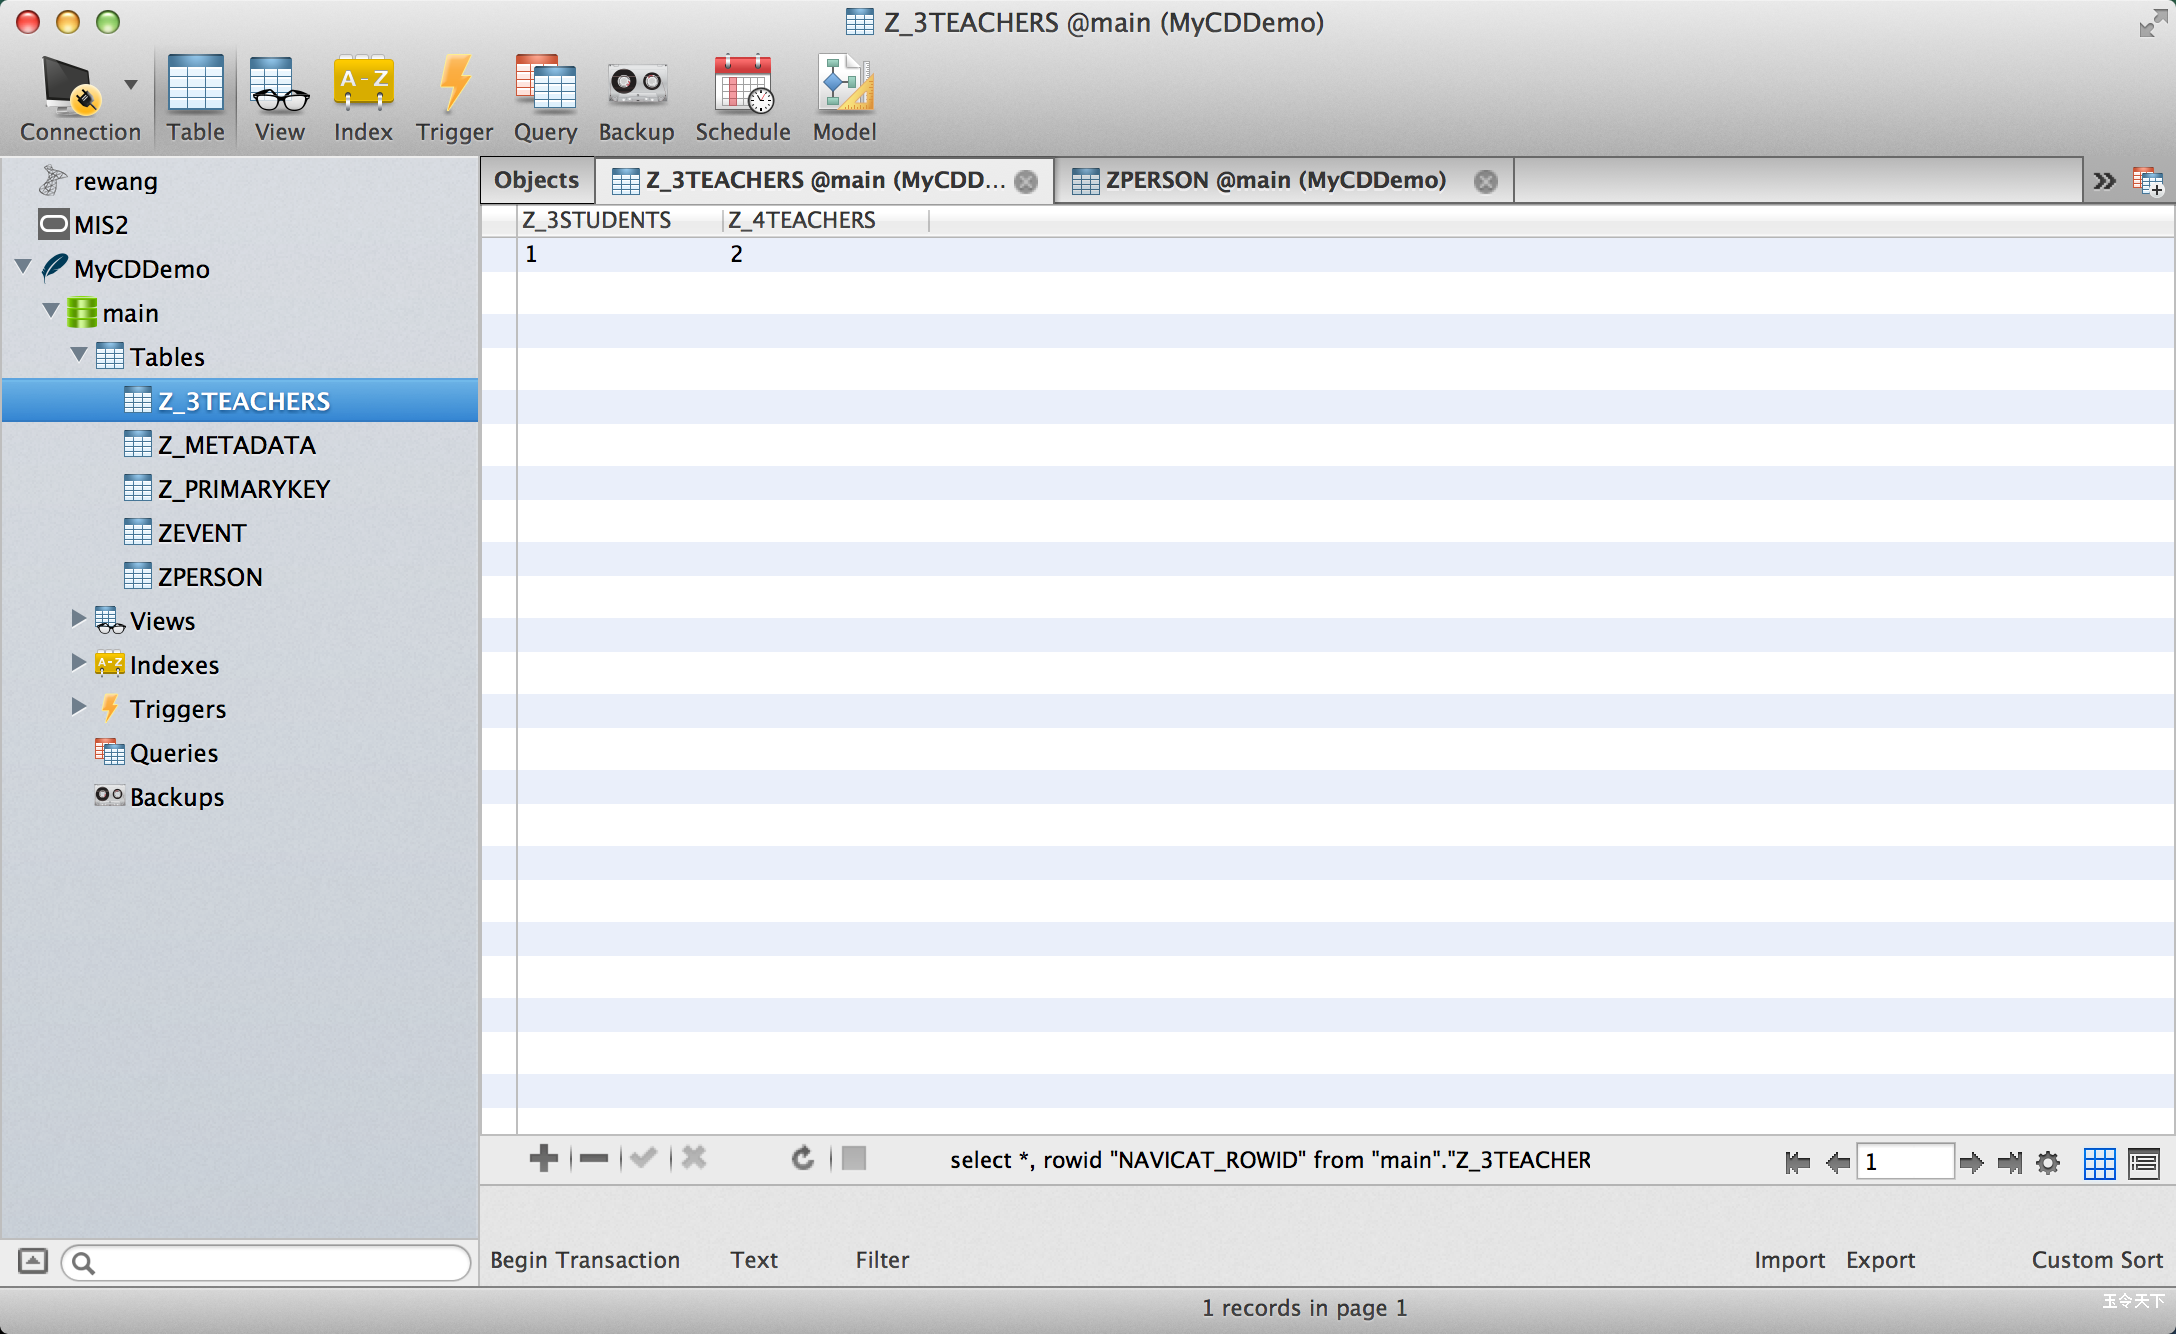 Z_3TEACHERS @main (MyCDDemo)
Connection Table View Index Trigger Query Backup Schedule Model
A-Z
rewang
MIS2
MyCDDemo
main
Tables
Z_3TEACHERS
Z_METADATA
Z_PRIMARYKEY
ZEVENT
ZPERSON
Views
A-Z Indexes
Triggers
Queries
Backups
Objects Z_3TEACHERS @main (MyCDD... ZPERSON @main (MyCDDemo)
Z_3STUDENTS Z_4TEACHERS
1 2
select *, rowid "NAVICAT_ROWID" from "main"."Z_3TEACHER
1
Begin Transaction Text Filter Import Export Custom Sort
1 records in page 1
玉令天下